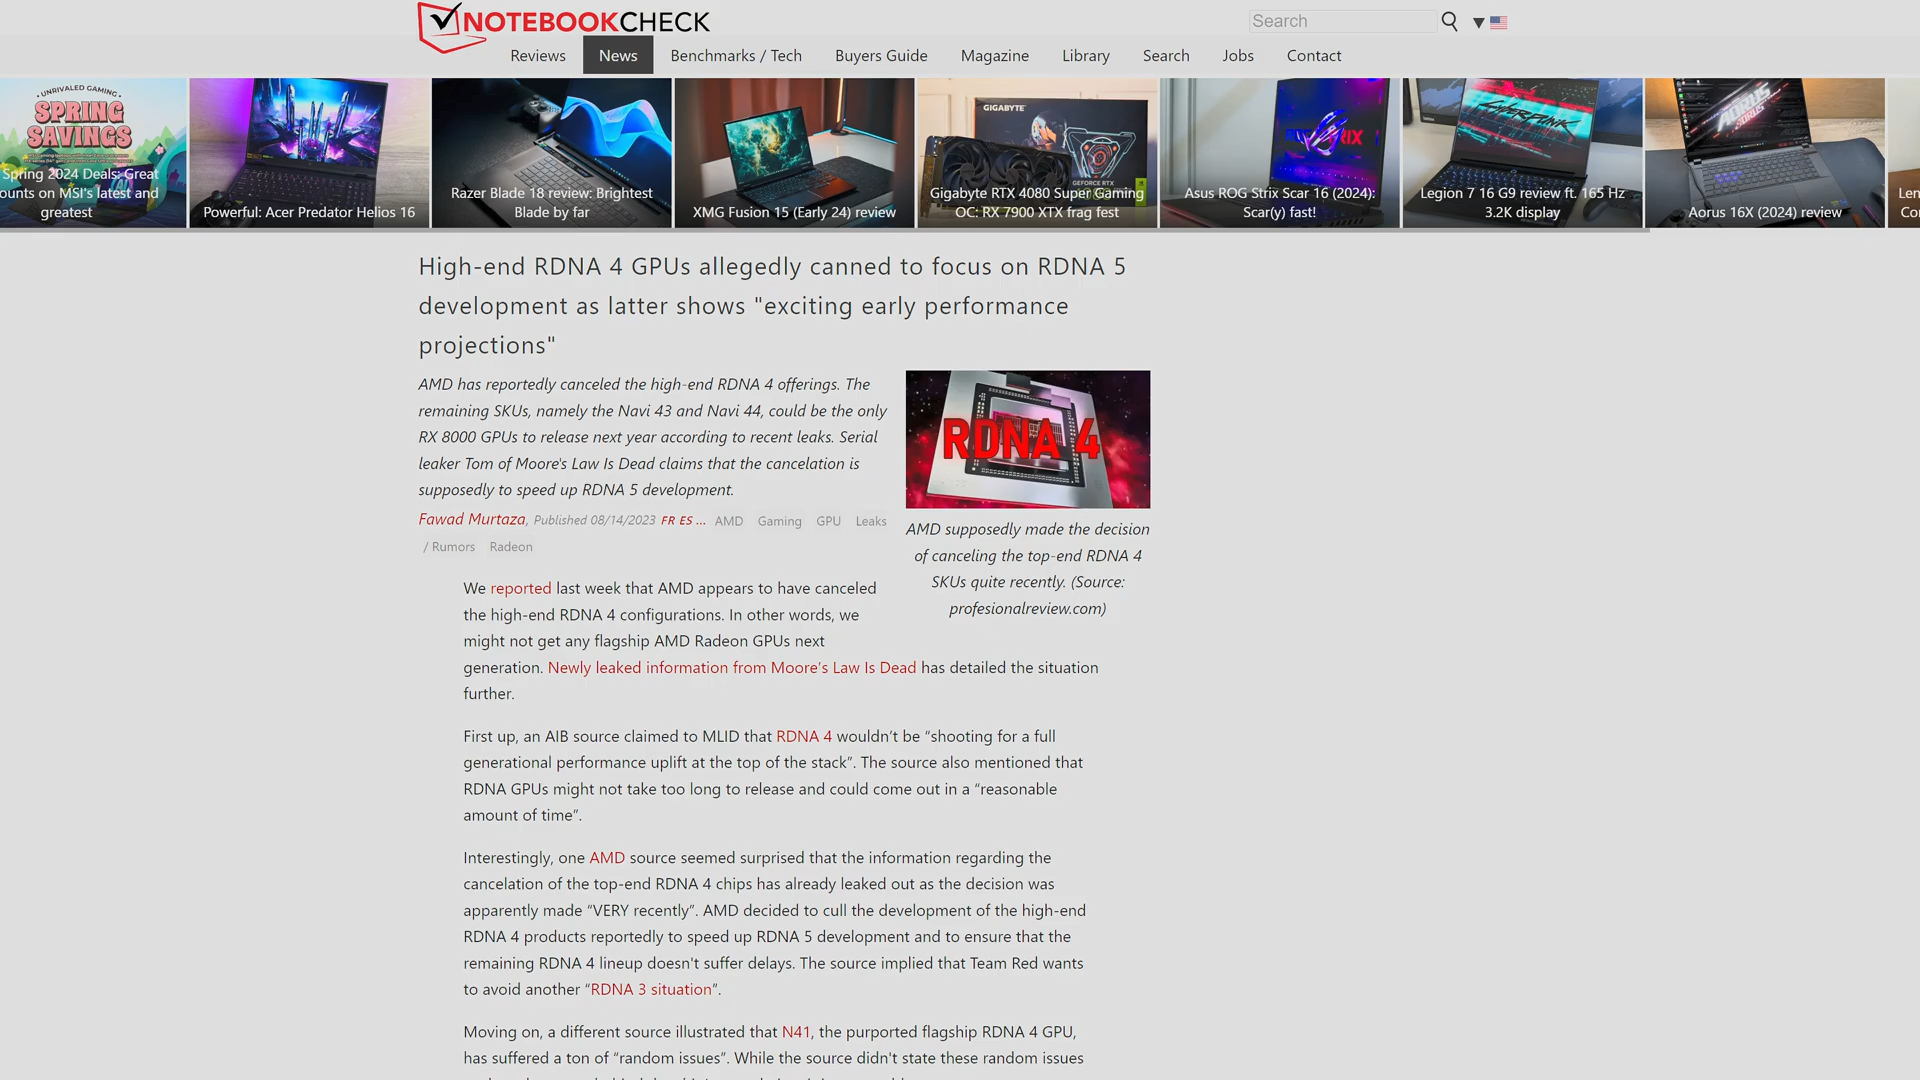 NOTEBOOKCHECK
Search
Reviews News Benchmarks / Tech Buyers Guide Magazine Library Search Jobs Contact
UNRIVALED GAMING
SPRING
SAVINGS
Spring 2024 Deals: Great
ounts on MSI's latest and
greatest
Powerful: Acer Predator Helios 16
Razer Blade 18 review: Brightest
Blade by far
XMG Fusion 15 (Early 24) review
GIGABYTE
GEFORCE RTX
Gigabyte RTX 4080 Super Gaming
OC: RX 7900 XTX frag fest
Asus ROG Strix Scar 16 (2024):
Scar(y) fast!
CYBERPUNK
Legion 7 16 G9 review ft. 165 Hz
3.2K display
AORUS
Aorus 16X (2024) review
Len
Co
High-end RDNA 4 GPUs allegedly canned to focus on RDNA 5
development as latter shows "exciting early performance
projections"
AMD has reportedly canceled the high-end RDNA 4 offerings. The
remaining SKUs, namely the Navi 43 and Navi 44, could be the only
RX 8000 GPUs to release next year according to recent leaks. Serial
leaker Tom of Moore's Law Is Dead claims that the cancelation is
supposedly to speed up RDNA 5 development.
Fawad Murtaza, Published 08/14/2023 FR ES ... AMD Gaming GPU Leaks
/ Rumors Radeon
RDNA 4
AMD supposedly made the decision
of canceling the top-end RDNA 4
SKUs quite recently. (Source:
profesionalreview.com)
We reported last week that AMD appears to have canceled
the high-end RDNA 4 configurations. In other words, we
might not get any flagship AMD Radeon GPUs next
generation. Newly leaked information from Moore's Law Is Dead has detailed the situation
further.
First up, an AIB source claimed to MLID that RDNA 4 wouldn't be “shooting for a full
generational performance uplift at the top of the stack”. The source also mentioned that
RDNA GPUs might not take too long to release and could come out in a “reasonable
amount of time”.
Interestingly, one AMD source seemed surprised that the information regarding the
cancelation of the top-end RDNA 4 chips has already leaked out as the decision was
apparently made “VERY recently”. AMD decided to cull the development of the high-end
RDNA 4 products reportedly to speed up RDNA 5 development and to ensure that the
remaining RDNA 4 lineup doesn't suffer delays. The source implied that Team Red wants
to avoid another “RDNA 3 situation”.
Moving on, a different source illustrated that N41, the purported flagship RDNA 4 GPU,
has suffered a ton of “random issues”. While the source didn't state these random issues